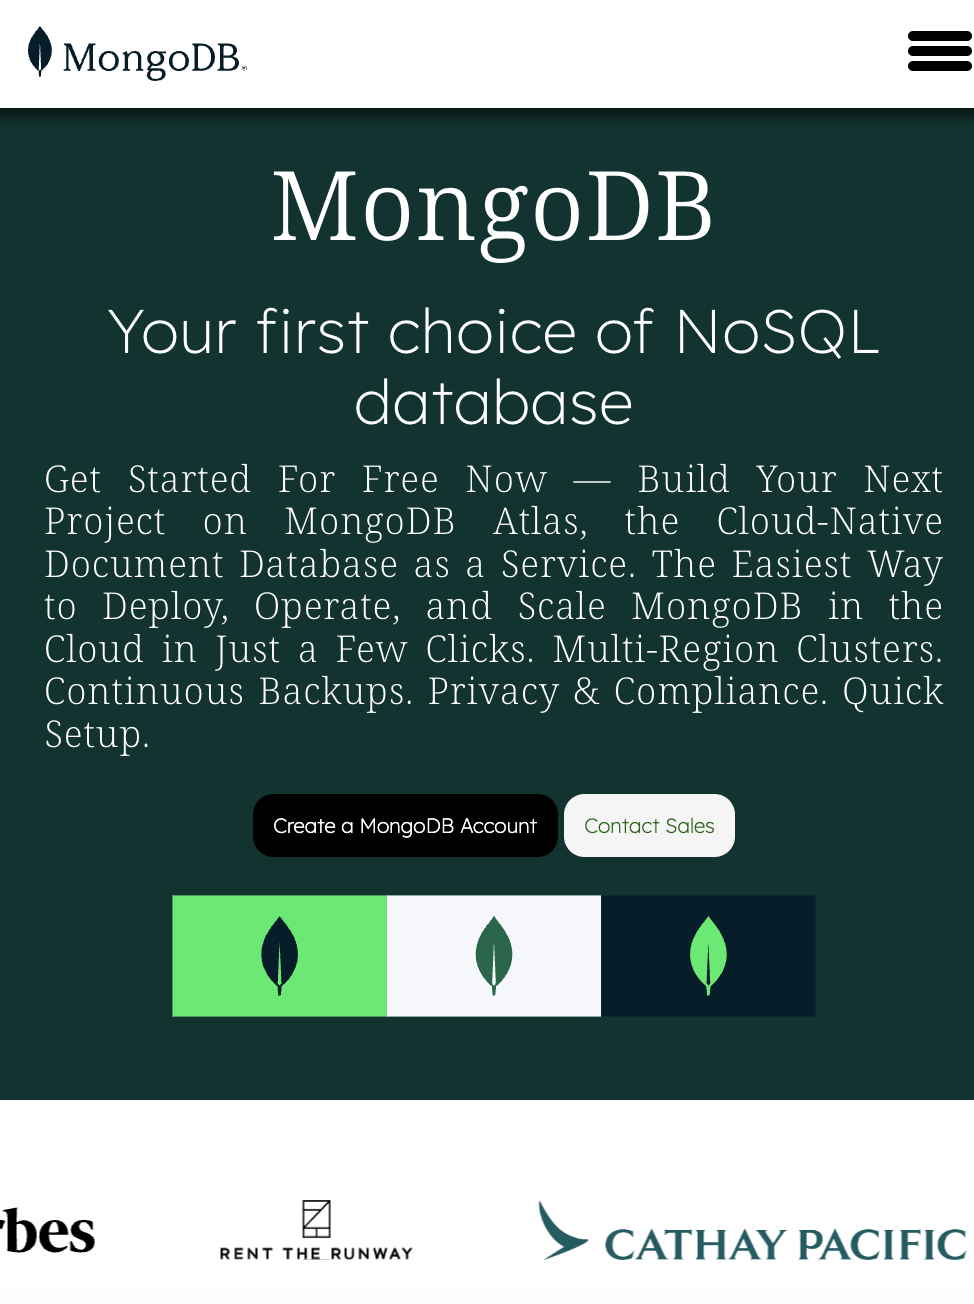 MongoDB®
MongoDB
Your first choice of NoSQL
database
Get Started For Free Now — Build Your Next
Project on MongoDB Atlas, the Cloud-Native
Document Database as a Service. The Easiest Way
to Deploy, Operate, and Scale MongoDB in the
Cloud in Just a Few Clicks. Multi-Region Clusters.
Continuous Backups. Privacy & Compliance. Quick
Setup.
Create a MongoDB Account
Contact Sales
rbes
RENT THE RUNWAY
CATHAY PACIFIC